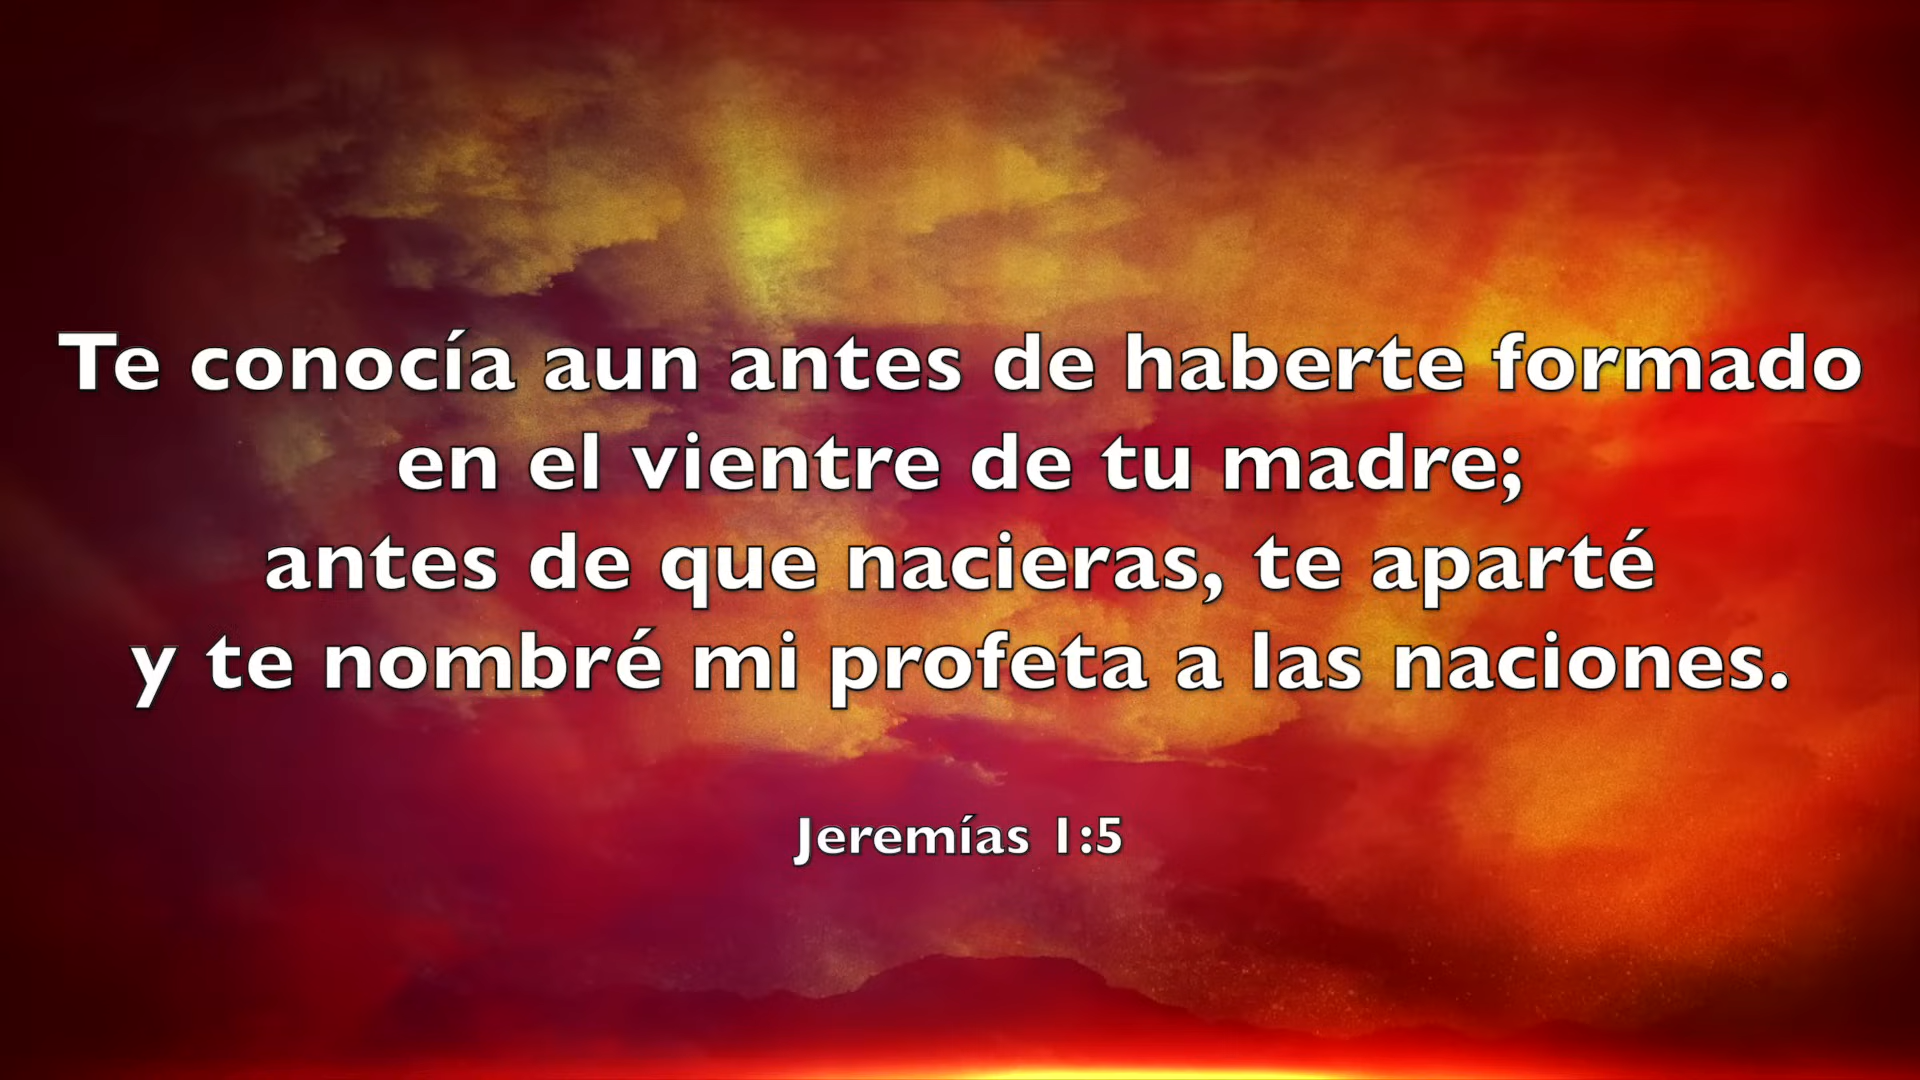 Te conocía aun antes de haberte formado
en el vientre de tu madre;
antes de que nacieras, te aparté
y te nombré mi profeta a las naciones.
Jeremías 1:5